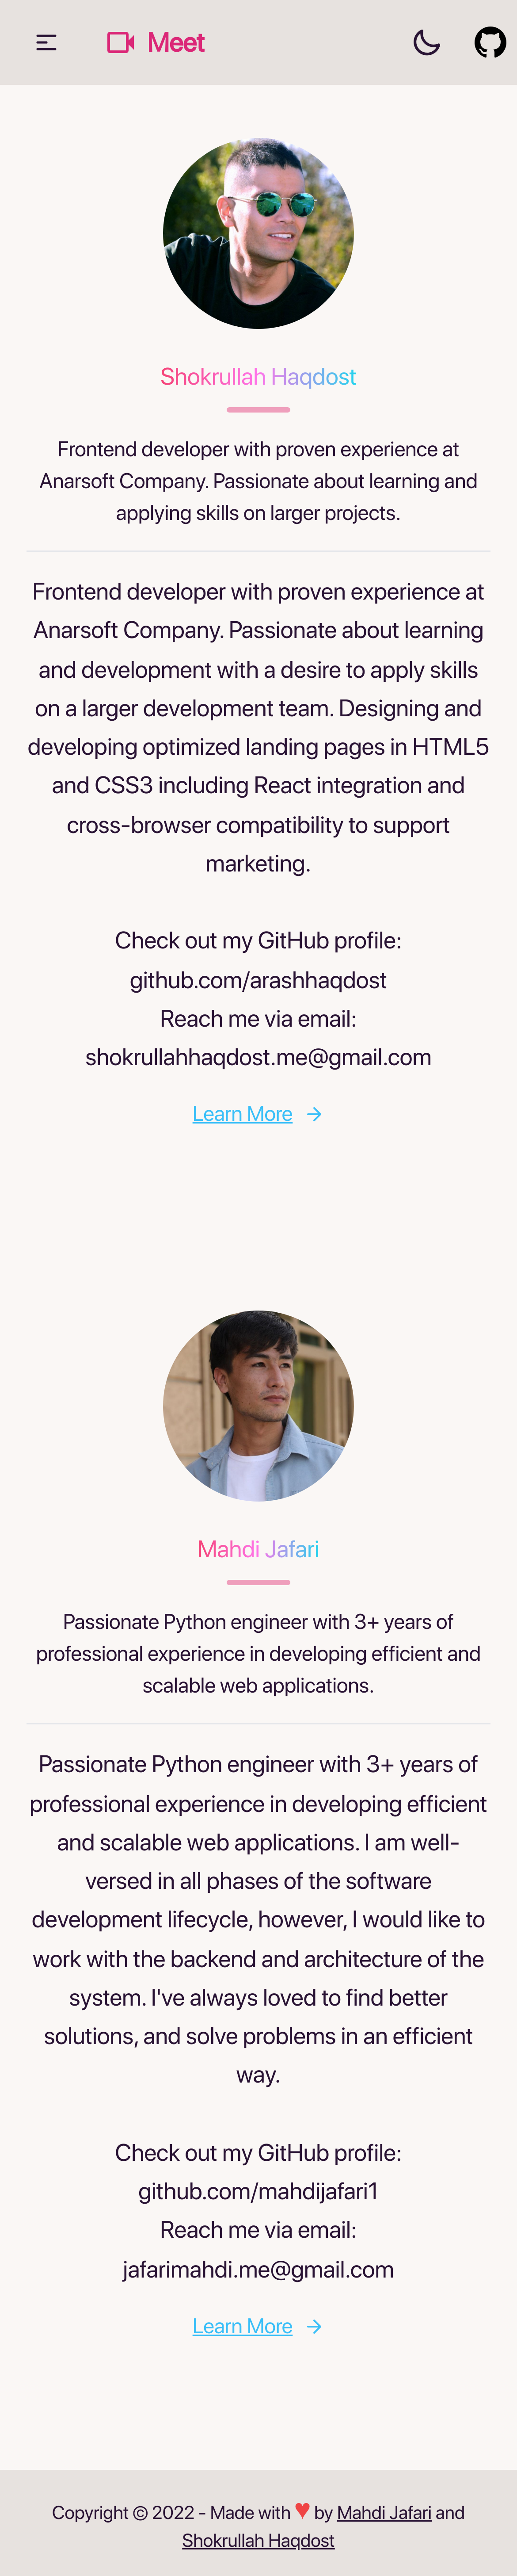 Meet
Shokrullah Haqdost
Frontend developer with proven experience at
Anarsoft Company. Passionate about learning and
applying skills on larger projects.
Frontend developer with proven experience at
Anarsoft Company. Passionate about learning
and development with a desire to apply skills
on a larger development team. Designing and
developing optimized landing pages in HTML5
and CSS3 including React integration and
cross-browser compatibility to support
marketing.
Check out my GitHub profile:
github.com/arashhaqdost
Reach me via email:
shokrullahhaqdost.me@gmail.com
Learn More →
Mahdi Jafari
Passionate Python engineer with 3+ years of
professional experience in developing efficient and
scalable web applications.
Passionate Python engineer with 3+ years of
professional experience in developing efficient
and scalable web applications. I am well-
versed in all phases of the software
development lifecycle, however, I would like to
work with the backend and architecture of the
system. I've always loved to find better
solutions, and solve problems in an efficient
way.
Check out my GitHub profile:
github.com/mahdijafari1
Reach me via email:
jafarimahdi.me@gmail.com
Learn More →
Copyright © 2022 - Made with ♥ by Mahdi Jafari and
Shokrullah Haqdost